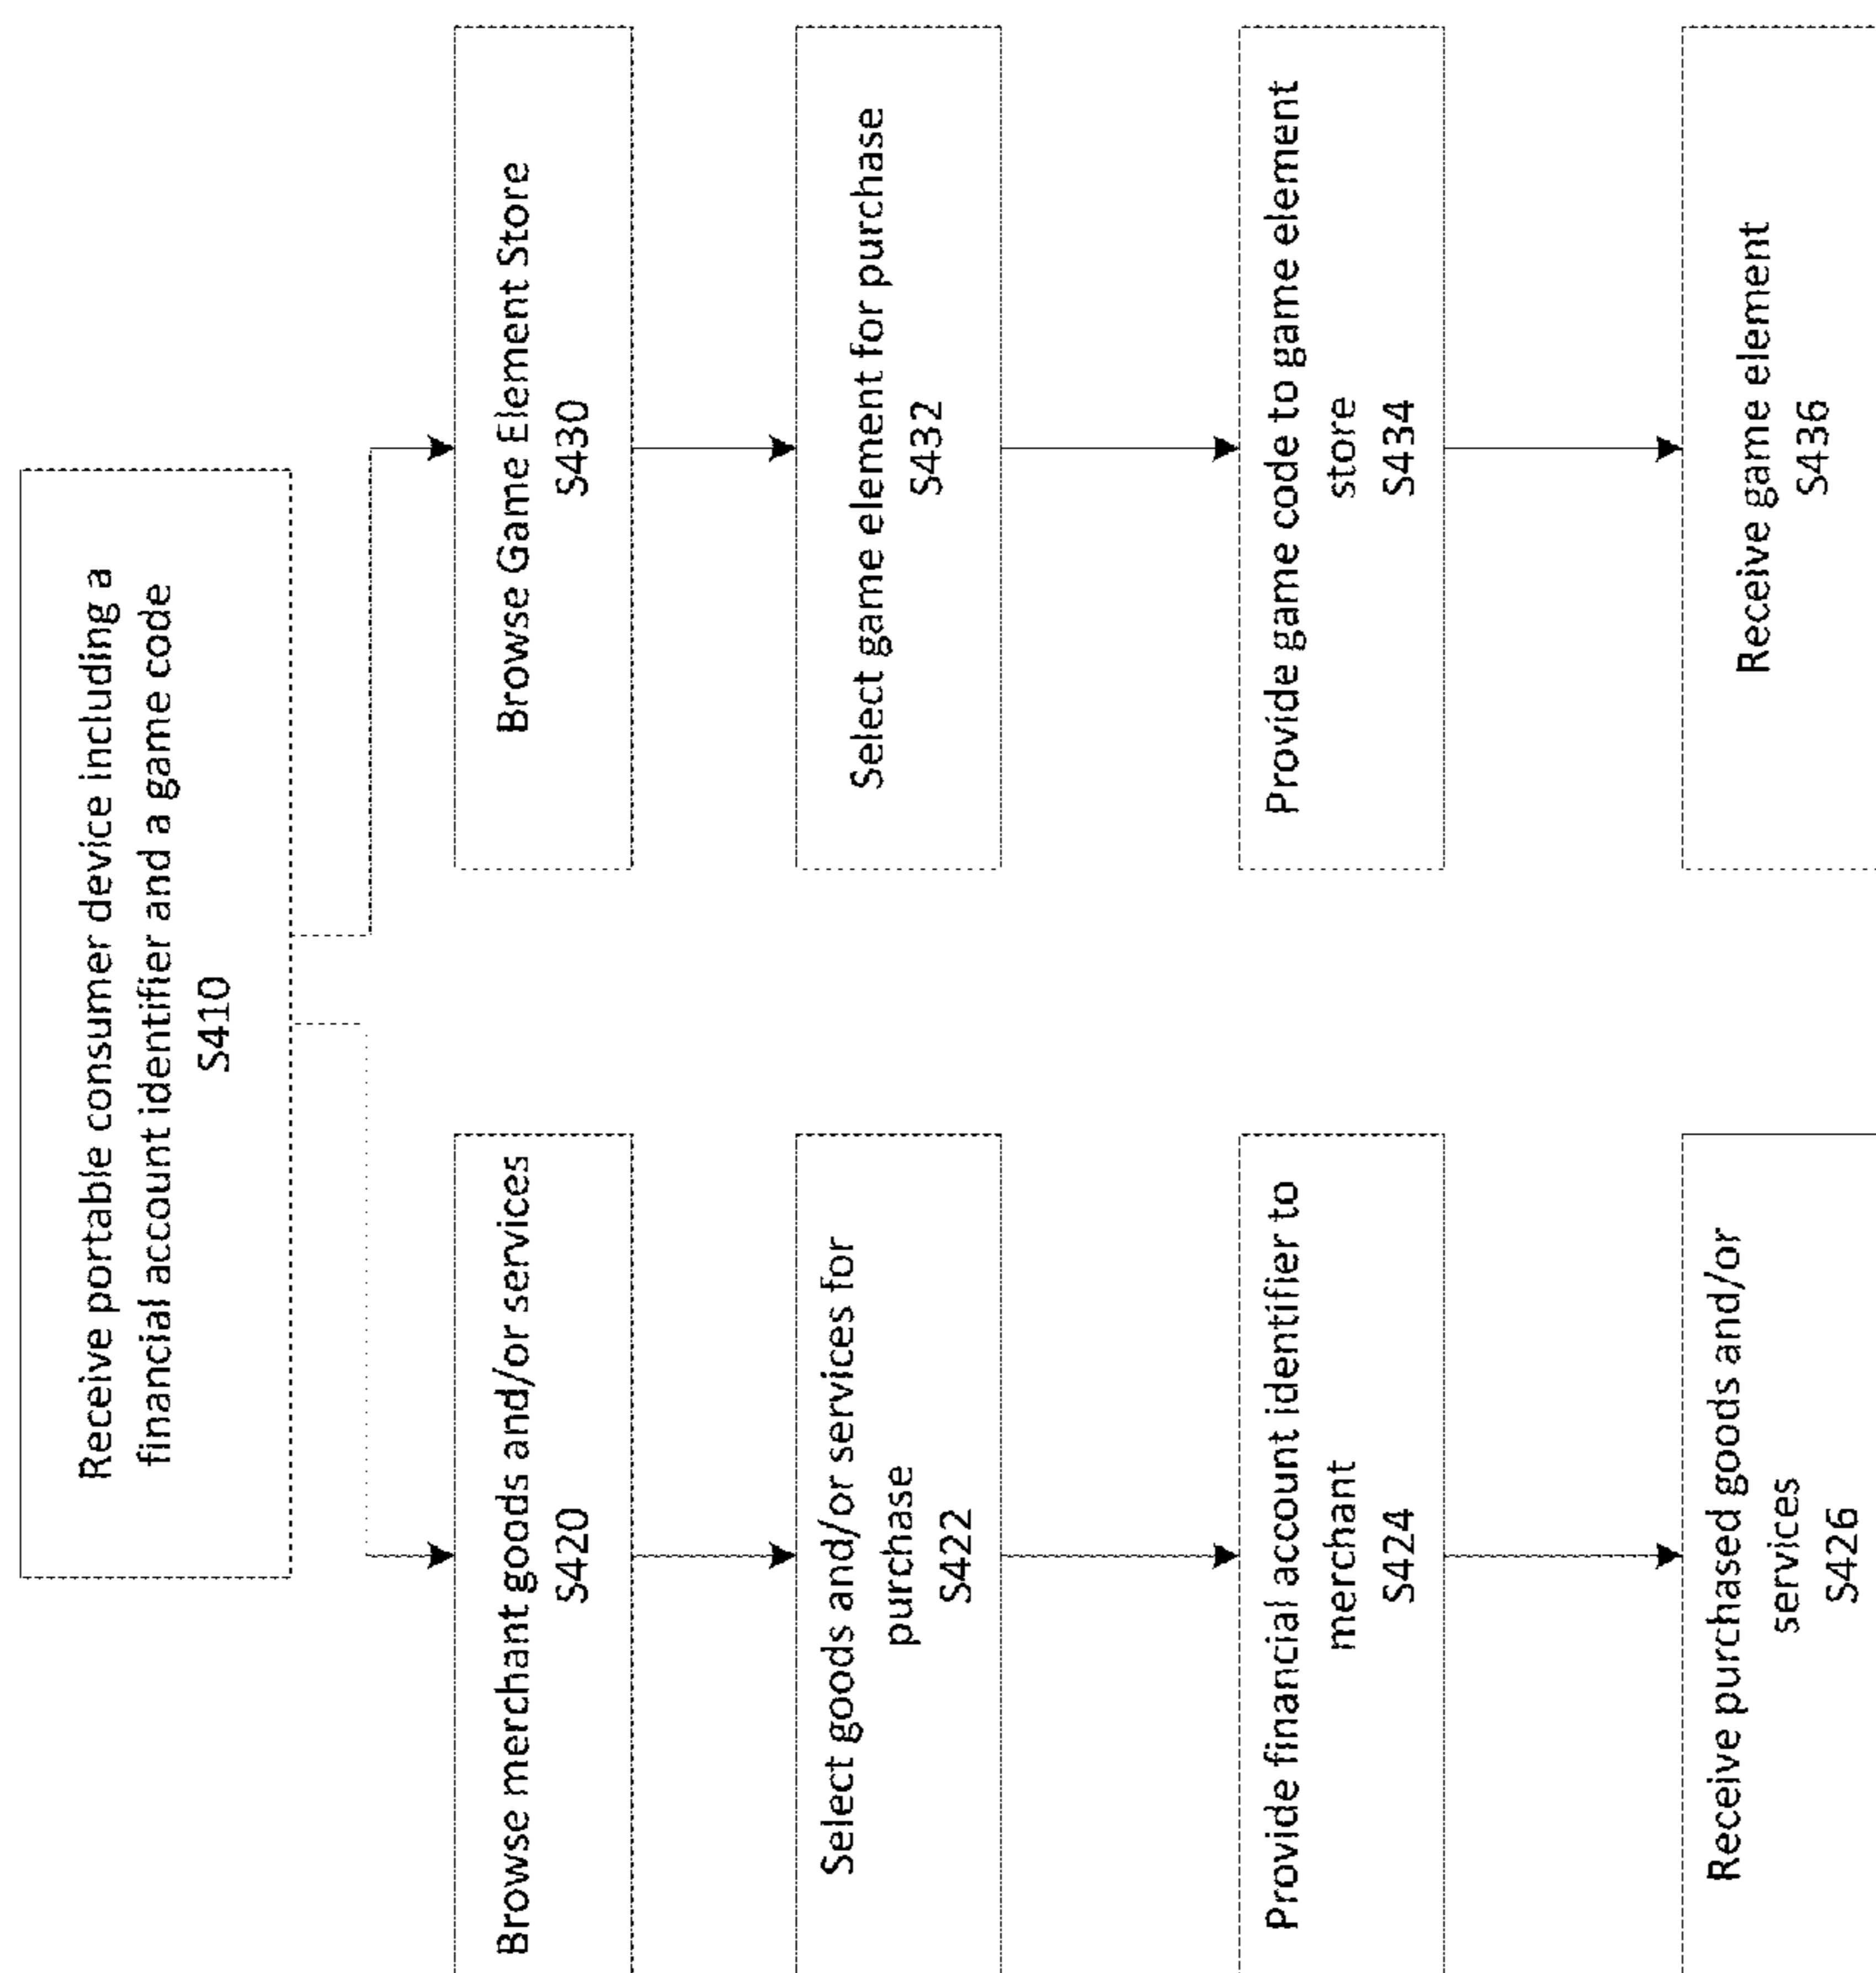 Receive portable consumer device including a
financial account identifier and a game code
S410
Browse merchant goods and/or services
S420
Select goods and/or services for
purchase
S422
Provide financial account identifier to
merchant
S424
Receive purchased goods and/or
services
S426
Browse Game Element Store
S430
Select game element for purchase
S432
Provide game code to game element
store
S434
Receive game element
S436